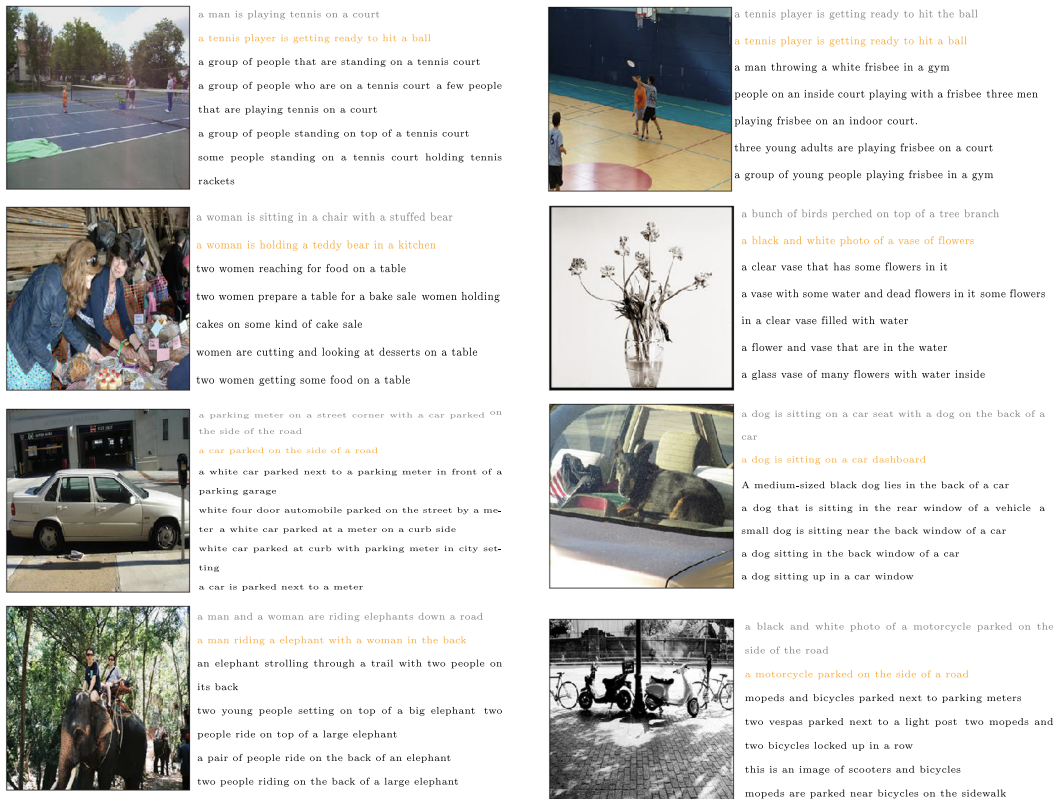 a man is playing tennis on a court
a tennis player is getting ready to hit a ball
a group of people that are standing on a tennis court
a group of people who are on a tennis court a few people
that are playing tennis on a court
a group of people standing on top of a tennis court
some people standing on a tennis court holding tennis
rackets
a tennis player is getting ready to hit the ball
a tennis player is getting ready to hit a ball
a man throwing a white frisbee in a gym
people on an inside court playing with a frisbee three men
playing frisbee on an indoor court.
three young adults are playing frisbee on a court
a group of young people playing frisbee in a gym
a woman is sitting in a chair with a stuffed bear
a woman is holding a teddy bear in a kitchen
two women reaching for food on a table
two women prepare a table for a bake sale women holding
cakes on some kind of cake sale
women are cutting and looking at desserts on a table
two women getting some food on a table
a bunch of birds perched on top of a tree branch
a black and white photo of a vase of flowers
a clear vase that has some flowers in it
a vase with some water and dead flowers in it some flowers
in a clear vase filled with water
a flower and vase that are in the water
a glass vase of many flowers with water inside
a parking meter on a street corner with a car parked on
the side of the road
a car parked on the side of a road
a white car parked next to a parking meter in front of a
parking garage
white four door automobile parked on the street by a me-
ter a white car parked at a meter on a curb side
white car parked at curb with parking meter in city set-
ting
a car is parked next to a meter
a dog is sitting on a car seat with a dog on the back of a
car
a dog is sitting on a car dashboard
A medium-sized black dog lies in the back of a car
a dog that is sitting in the rear window of a vehicle a
small dog is sitting near the back window of a car
a dog sitting in the back window of a car
a dog sitting up in a car window
a man and a woman are riding elephants down a road
a man riding a elephant with a woman in the back
an elephant strolling through a trail with two people on
its back
two young people setting on top of a big elephant two
people ride on top of a large elephant
a pair of people ride on the back of an elephant
two people riding on the back of a large elephant
a black and white photo of a motorcycle parked on the
side of the road
a motorcycle parked on the side of a road
mopeds and bicycles parked next to parking meters
two vespas parked next to a light post two mopeds and
two bicycles locked up in a row
this is an image of scooters and bicycles
mopeds are parked near bicycles on the sidewalk